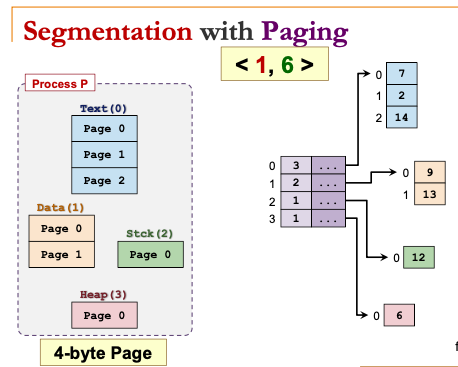 Segmentation with Paging
< 1, 6 >
Process P
Text(0)
Page 0
Page 1
Page 2
Data(1)
Page 0
Page 1
Stck(2)
Page 0
Heap(3)
Page 0
4-byte Page
0 3 ...
1 2 ...
2 1 ...
3 1 ...
0 7
1 2
2 14
0 9
1 13
0 12
0 6
f